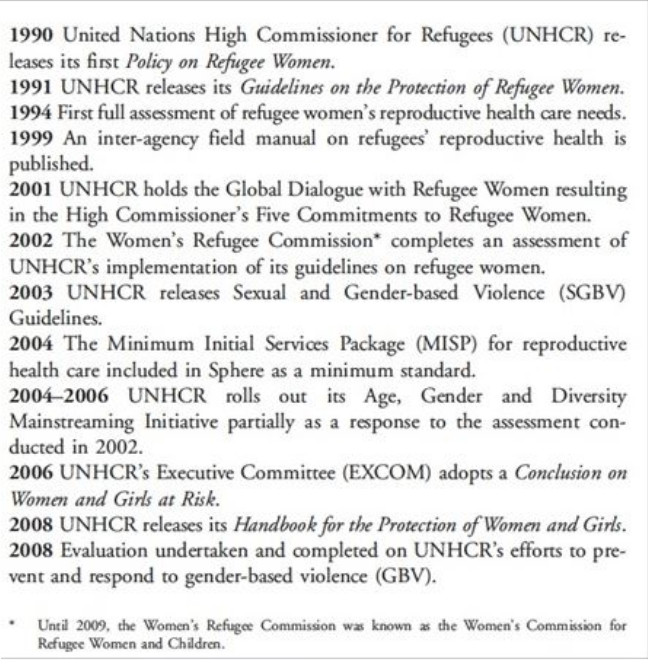 1990 United Nations High Commissioner for Refugees (UNHCR) re-
leases its first Policy on Refugee Women.
1991 UNHCR releases its Guidelines on the Protection of Refugee Women.
1994 First full assessment of refugee women's reproductive health care needs.
1999 An inter-agency field manual on refugees' reproductive health is
published.
2001 UNHCR holds the Global Dialogue with Refugee Women resulting
in the High Commissioner's Five Commitments to Refugee Women.
2002 The Women's Refugee Commission* completes an assessment of
UNHCR's implementation of its guidelines on refugee women.
2003 UNHCR releases Sexual and Gender-based Violence (SGBV)
Guidelines.
2004 The Minimum Initial Services Package (MISP) for reproductive
health care included in Sphere as a minimum standard.
2004–2006 UNHCR rolls out its Age, Gender and Diversity
Mainstreaming Initiative partially as a response to the assessment con-
ducted in 2002.
2006 UNHCR's Executive Committee (EXCOM) adopts a Conclusion on
Women and Girls at Risk.
2008 UNHCR releases its Handbook for the Protection of Women and Girls.
2008 Evaluation undertaken and completed on UNHCR's efforts to pre-
vent and respond to gender-based violence (GBV).
* Until 2009, the Women's Refugee Commission was known as the Women's Commission for
Refugee Women and Children.